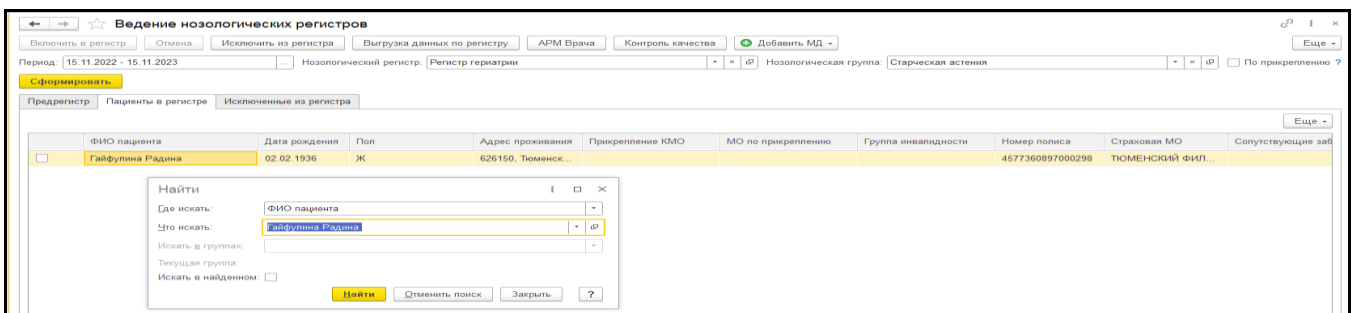 Ведение нозологических регистров
Включить в регистр Отмена Исключить из регистра Выгрузка данных по регистру АРМ Врача Контроль качества Добавить МД Еще
Период: 15.11.2022 - 15.11.2023 ... Нозологический регистр: Регистр гериатрии Нозологическая группа: Старческая астения По прикреплению ?
Сформировать
Предрегистр Пациенты в регистре Исключенные из регистра
Еще
ФИО пациента Дата рождения Пол Адрес проживания Прикрепление КМО МО по прикреплению Группа инвалидности Номер полиса Страховая МО Сопутствующие заб
Гайфулина Радина 02.02.1936 Ж 626150, Тюменск... 4577360897000298 ТЮМЕНСКИЙ ФИЛ...
Найти
Где искать: ФИО пациента
Что искать: Гайфулина Радина
Искать в группах:
Текущая группа:
Искать в найденном:
Найти Отменить поиск Закрыть ?